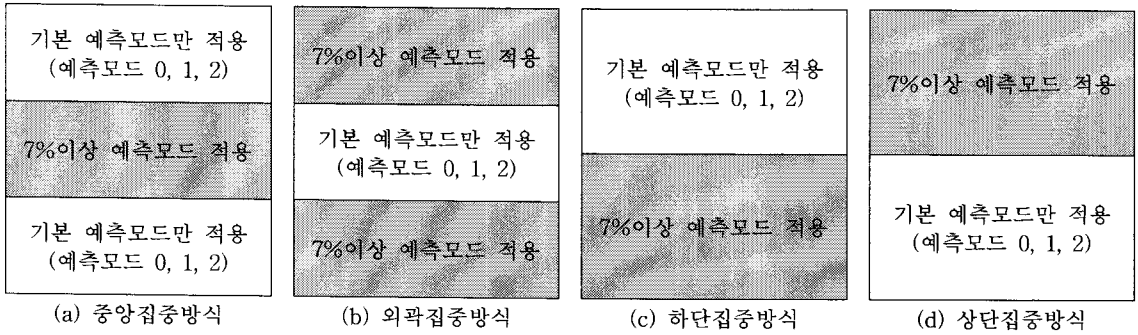 기본 예측모드만 적용
(예측모드 0, 1, 2)
7%이상 예측모드 적용
기본 예측모드만 적용
(예측모드 0, 1, 2)
(a) 중앙집중방식
7%이상 예측모드 적용
기본 예측모드만 적용
(예측모드 0, 1, 2)
7%이상 예측모드 적용
(b) 외곽집중방식
기본 예측모드만 적용
(예측모드 0, 1, 2)
7%이상 예측모드 적용
(c) 하단집중방식
7%이상 예측모드 적용
기본 예측모드만 적용
(예측모드 0, 1, 2)
(d) 상단집중방식